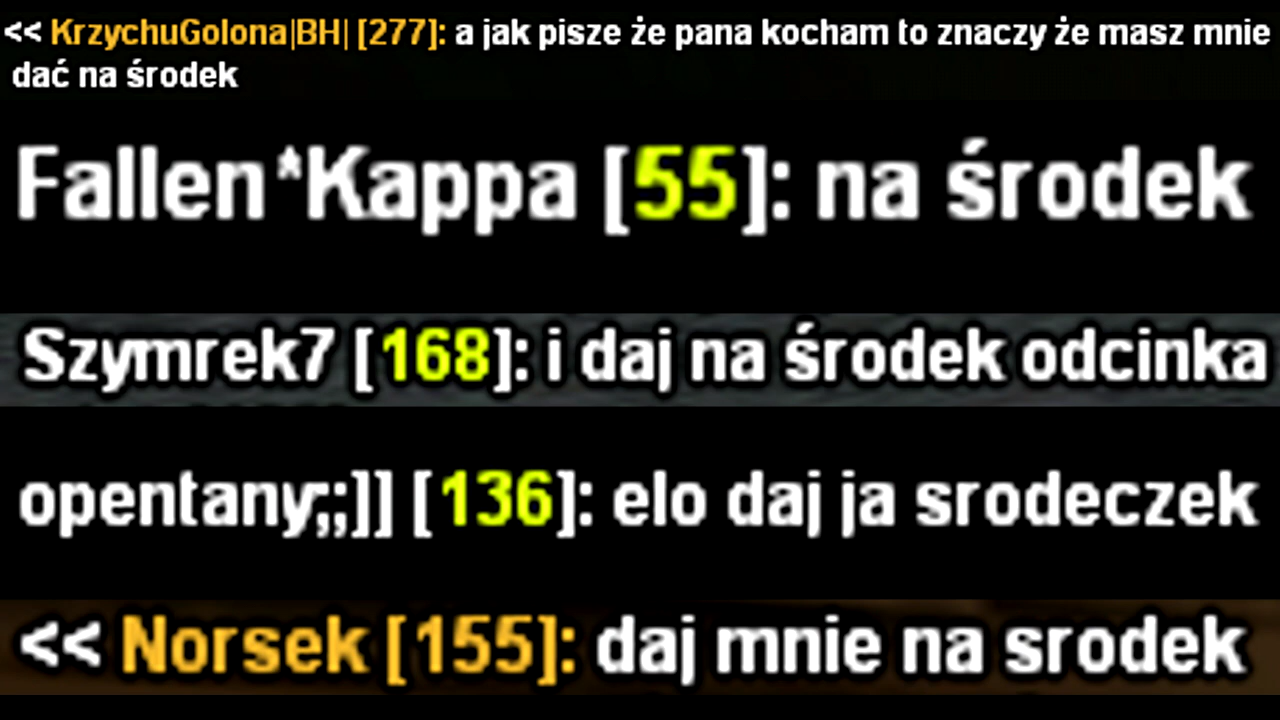 << KrzychuGolona|BH| [277]: a jak pisze że pana kocham to znaczy że masz mnie
dać na środek
Fallen*Kappa [55]: na środek
Szymrek7 [168]: i daj na środek odcinka
opentany;;]] [136]: elo daj ja srodeczek
<< Norsek [155]: daj mnie na srodek